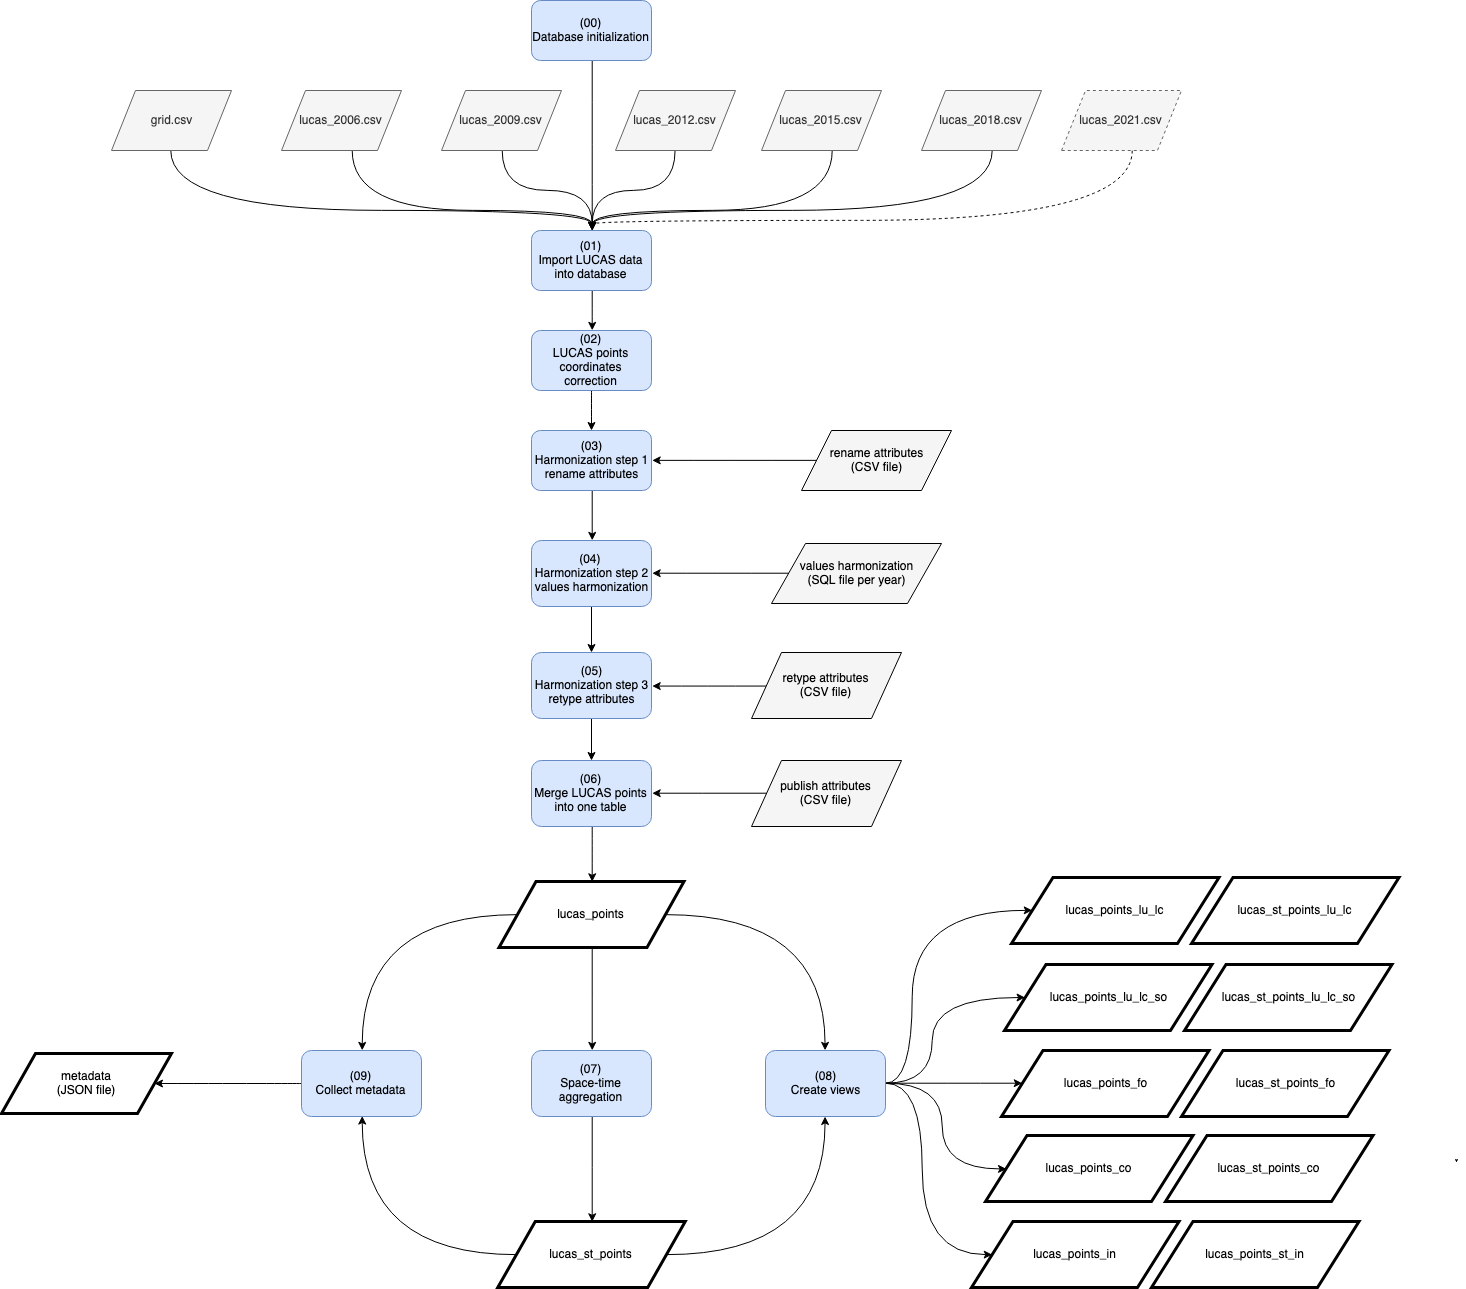 (00)
Database initialization
grid.csv
lucas_2006.csv
lucas_2009.csv
lucas_2012.csv
lucas_2015.csv
lucas_2018.csv
lucas_2021.csv
(01)
Import LUCAS data
into database
(02)
LUCAS points
coordinates
correction
(03)
Harmonization step 1
rename attributes
rename attributes
(CSV file)
(04)
Harmonization step 2
values harmonization
values harmonization
(SQL file per year)
(05)
Harmonization step 3
retype attributes
retype attributes
(CSV file)
(06)
Merge LUCAS points
into one table
publish attributes
(CSV file)
lucas_points
lucas_points_lu_lc
lucas_st_points_lu_lc
lucas_points_lu_lc_so
lucas_st_points_lu_lc_so
metadata
(JSON file)
(09)
Collect metadata
(07)
Space-time
aggregation
(08)
Create views
lucas_points_fo
lucas_st_points_fo
lucas_points_co
lucas_st_points_co
lucas_st_points
lucas_points_in
lucas_points_st_in